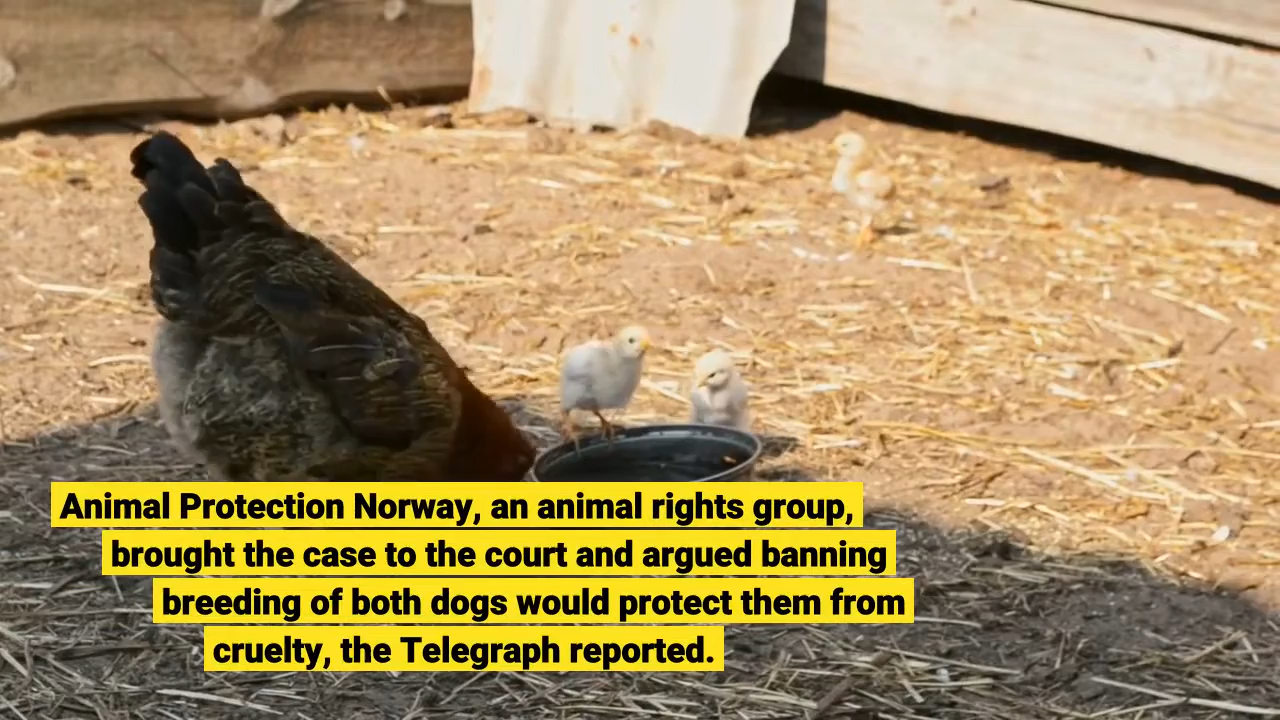 Animal Protection Norway, an animal rights group,
brought the case to the court and argued banning
breeding of both dogs would protect them from
cruelty, the Telegraph reported.